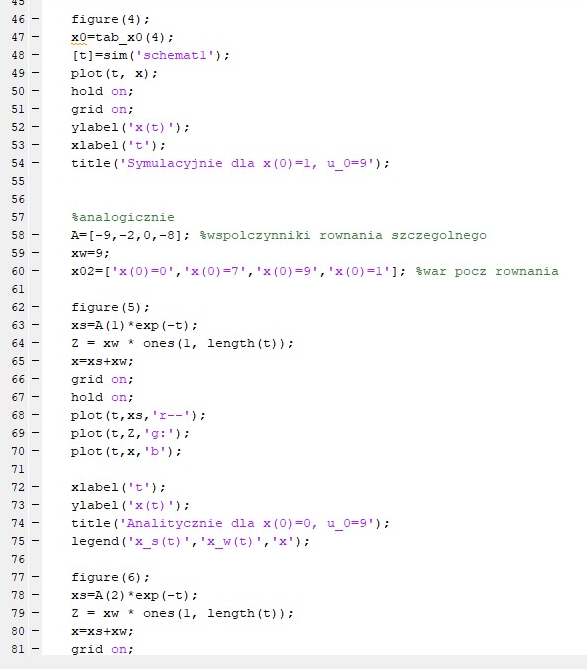 45
46 – figure(4);
47 – x0=tab_x0(4);
48 – [t]=sim('schemat1');
49 – plot(t, x);
50 – hold on;
51 – grid on;
52 – ylabel('x(t)');
53 – xlabel('t');
54 – title('Symulacyjnie dla x(0)=1, u_0=9');
55
56
57 %analogicznie
58 – A=[-9,-2,0,-8]; %wspolczynniki rownania szczegolnego
59 – xw=9;
60 – x02=['x(0)=0','x(0)=7','x(0)=9','x(0)=1']; %war pocz rownania
61
62 – figure(5);
63 – xs=A(1)*exp(-t);
64 – Z = xw * ones(1, length(t));
65 – x=xs+xw;
66 – grid on;
67 – hold on;
68 – plot(t,xs,'r--');
69 – plot(t,Z,'g:');
70 – plot(t,x,'b');
71
72 – xlabel('t');
73 – ylabel('x(t)');
74 – title('Analitycznie dla x(0)=0, u_0=9');
75 – legend('x_s(t)','x_w(t)','x');
76
77 – figure(6);
78 – xs=A(2)*exp(-t);
79 – Z = xw * ones(1, length(t));
80 – x=xs+xw;
81 – grid on;